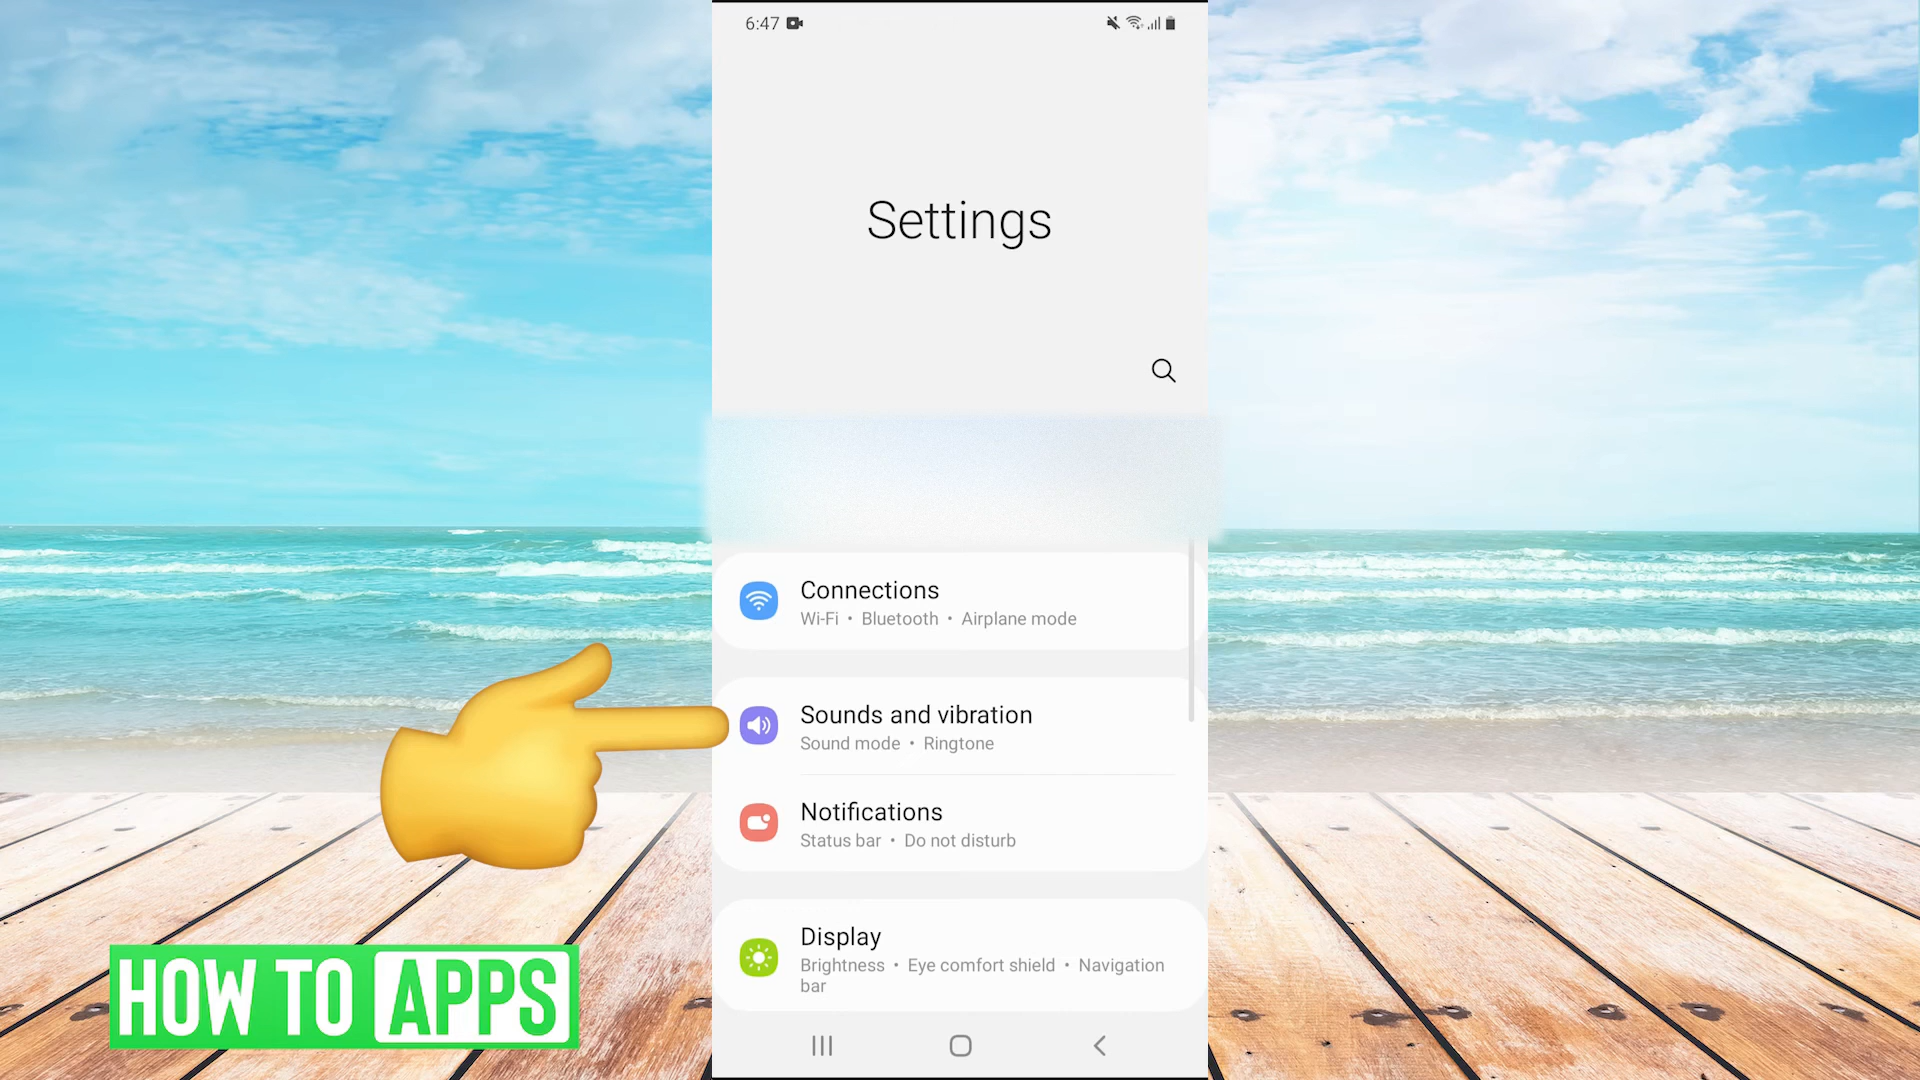 6:47
Settings
Connections
Wi-Fi • Bluetooth • Airplane mode
Sounds and vibration
Sound mode • Ringtone
Notifications
Status bar • Do not disturb
Display
Brightness • Eye comfort shield • Navigation
bar
HOW TO APPS